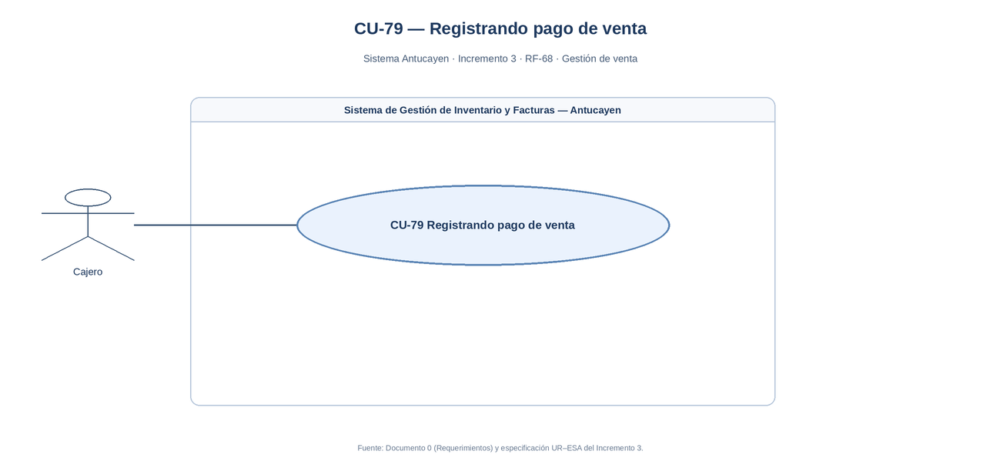 CU-79 — Registrando pago de venta
Sistema Antucayen · Incremento 3 · RF-68 · Gestión de venta
Sistema de Gestión de Inventario y Facturas — Antucayen
CU-79 Registrando pago de venta
Cajero
Fuente: Documento 0 (Requerimientos) y especificación UR–ESA del Incremento 3.